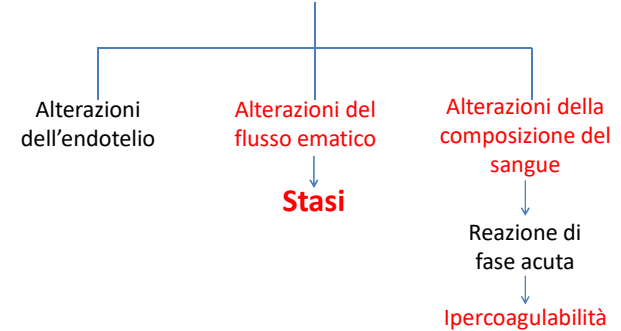 Alterazioni
dell’endotelio
Alterazioni del
flusso ematico
Stasi
Alterazioni della
composizione del
sangue
Reazione di
fase acuta
Ipercoagulabilità